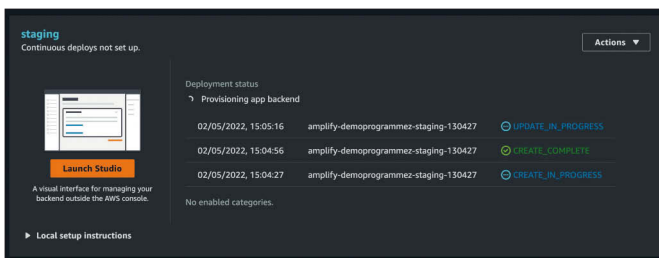 staging
Continuous deploys not set up.
Actions
Launch Studio
A visual interface for managing your
backend outside the AWS console.
Local setup instructions
Deployment status
Provisioning app backend
02/05/2022, 15:05:16 amplify-demoprogrammez-staging-130427 UPDATE_IN_PROGRESS
02/05/2022, 15:04:56 amplify-demoprogrammez-staging-130427 CREATE_COMPLETE
02/05/2022, 15:04:27 amplify-demoprogrammez-staging-130427 CREATE_IN_PROGRESS
No enabled categories.